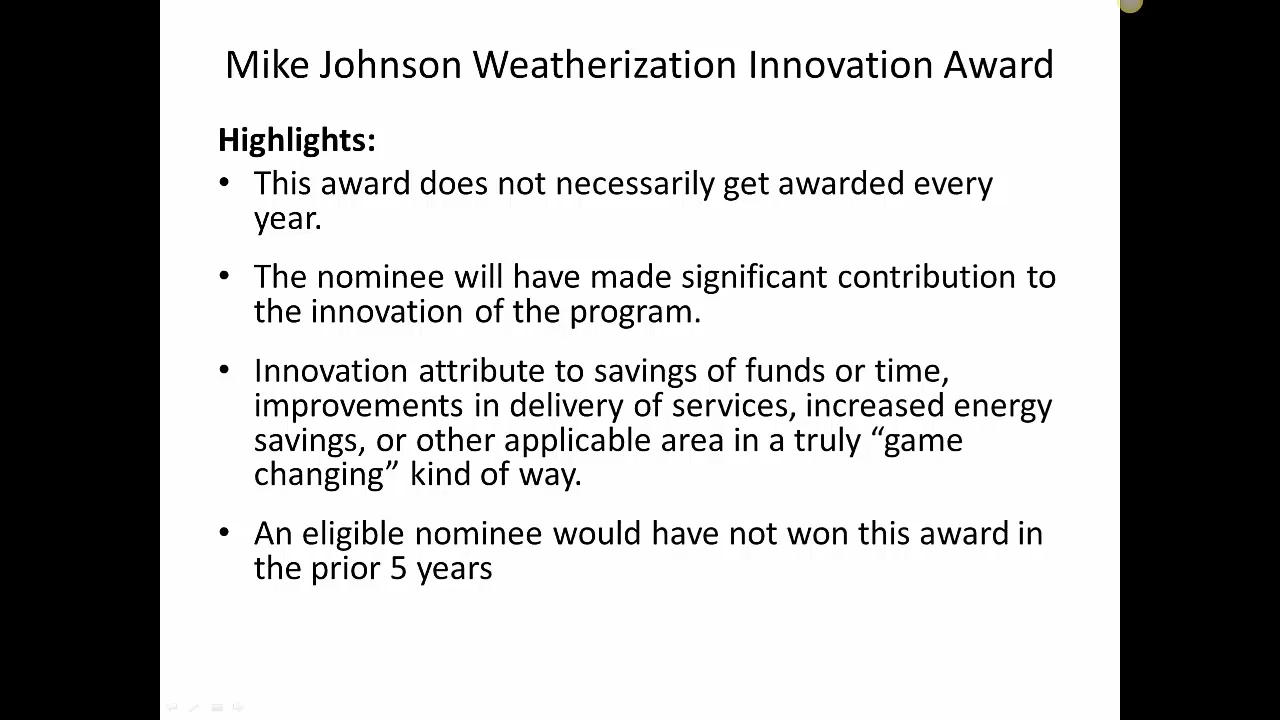 Mike Johnson Weatherization Innovation Award
Highlights:
• This award does not necessarily get awarded every
year.
• The nominee will have made significant contribution to
the innovation of the program.
• Innovation attribute to savings of funds or time,
improvements in delivery of services, increased energy
savings, or other applicable area in a truly “game
changing” kind of way.
• An eligible nominee would have not won this award in
the prior 5 years